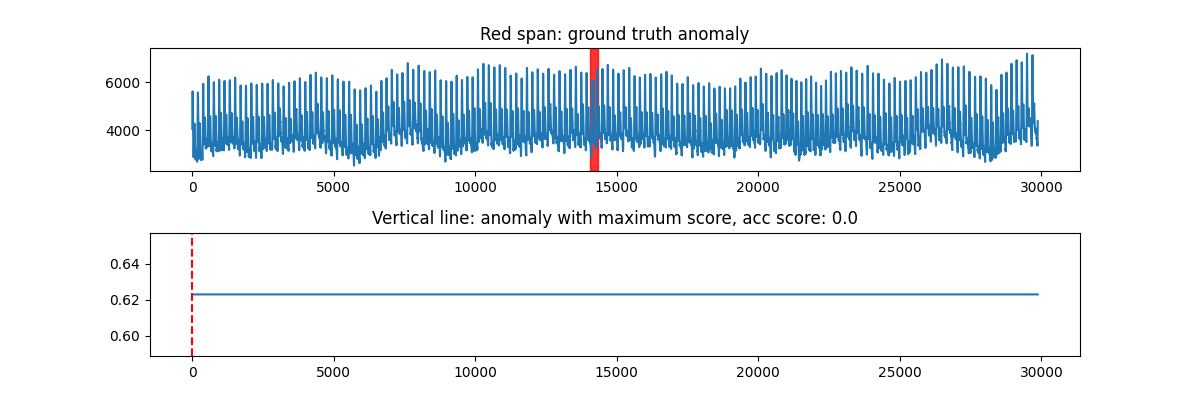 Red span: ground truth anomaly
6000
4000
0 5000 10000 15000 20000 25000 30000
Vertical line: anomaly with maximum score, acc score: 0.0
0.64
0.62
0.60
0 5000 10000 15000 20000 25000 30000